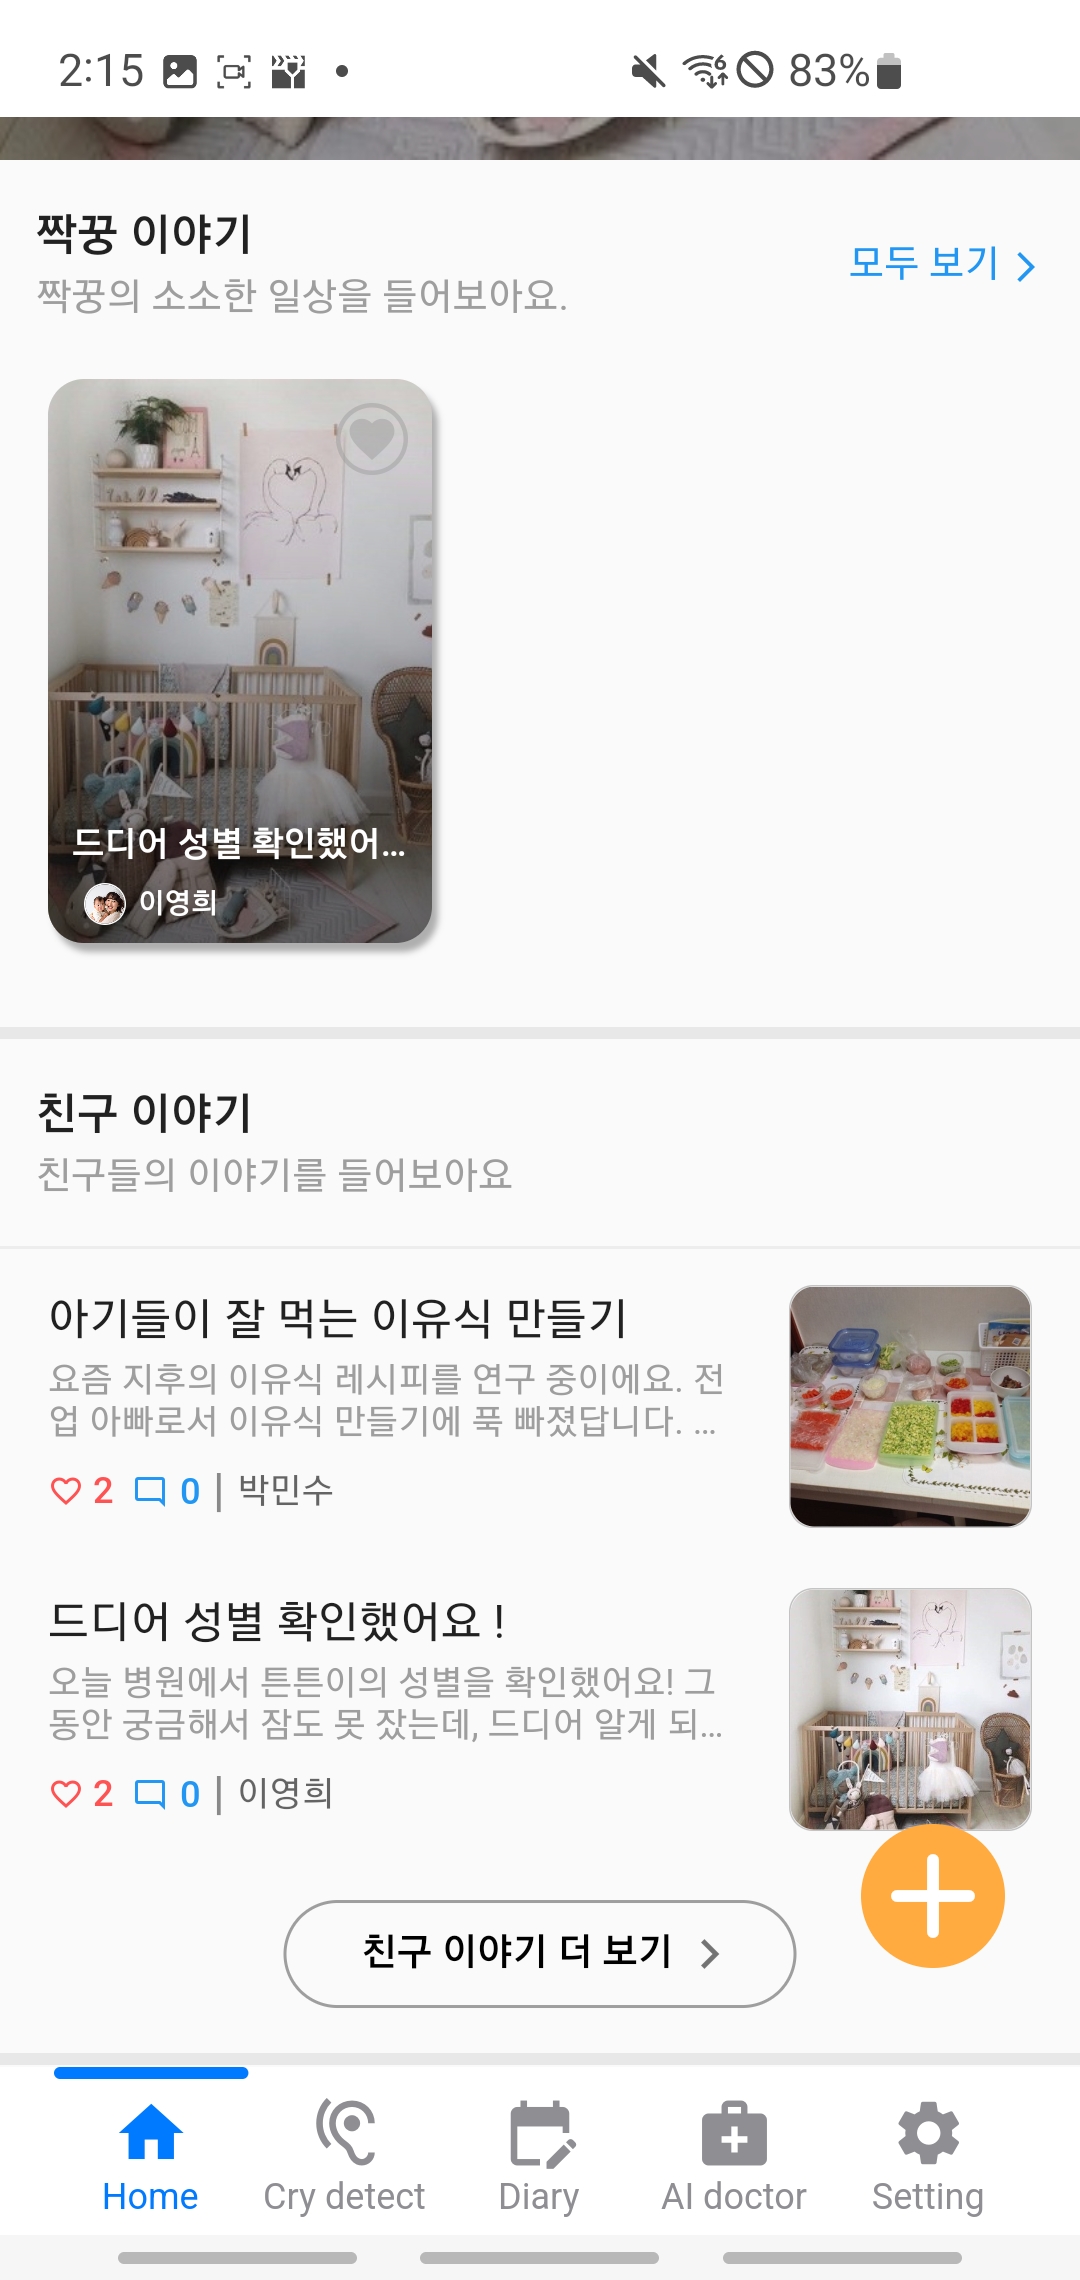 2:15
83%
짝꿍 이야기
짝꿍의 소소한 일상을 들어보아요.
모두 보기
드디어 성별 확인했어...
이영희
친구 이야기
친구들의 이야기를 들어보아요
아기들이 잘 먹는 이유식 만들기
요즘 지후의 이유식 레시피를 연구 중이에요. 전
업 아빠로서 이유식 만들기에 푹 빠졌답니다. ...
2 0 | 박민수
드디어 성별 확인했어요 !
오늘 병원에서 튼튼이의 성별을 확인했어요! 그
동안 궁금해서 잠도 못 잤는데, 드디어 알게 되...
2 0 | 이영희
친구 이야기 더 보기
Home
Cry detect
Diary
AI doctor
Setting